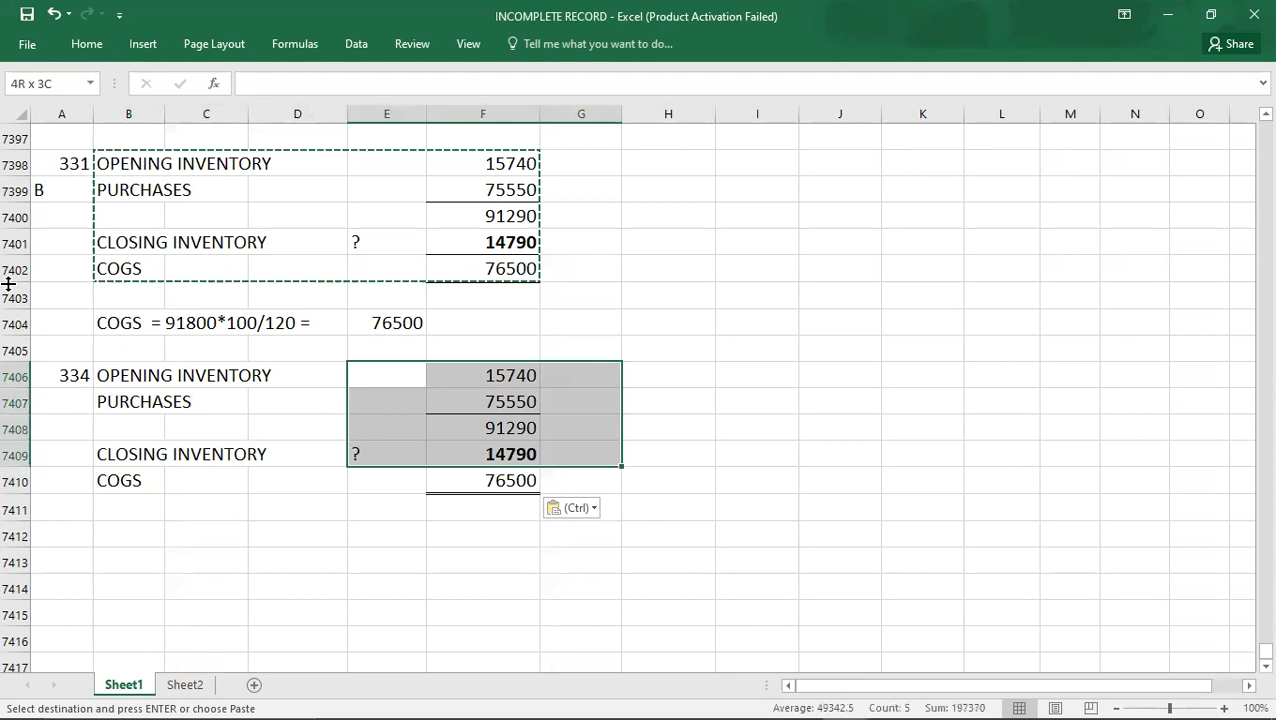 INCOMPLETE RECORD - Excel (Product Activation Failed)
File Home Insert Page Layout Formulas Data Review View Tell me what you want to do... Share
4R x 3C fx
A B C D E F G H I J K L M N O
7397
7398 331 OPENING INVENTORY 15740
7399 B PURCHASES 75550
7400 91290
7401 CLOSING INVENTORY ? 14790
7402 COGS 76500
7403
7404 COGS = 91800*100/120 = 76500
7405
7406 334 OPENING INVENTORY 15740
7407 PURCHASES 75550
7408 91290
7409 CLOSING INVENTORY ? 14790
7410 COGS 76500
7411 (Ctrl)
7412
7413
7414
7415
7416
7417
Sheet1 Sheet2
Select destination and press ENTER or choose Paste Average: 49342.5 Count: 5 Sum: 197370 100%